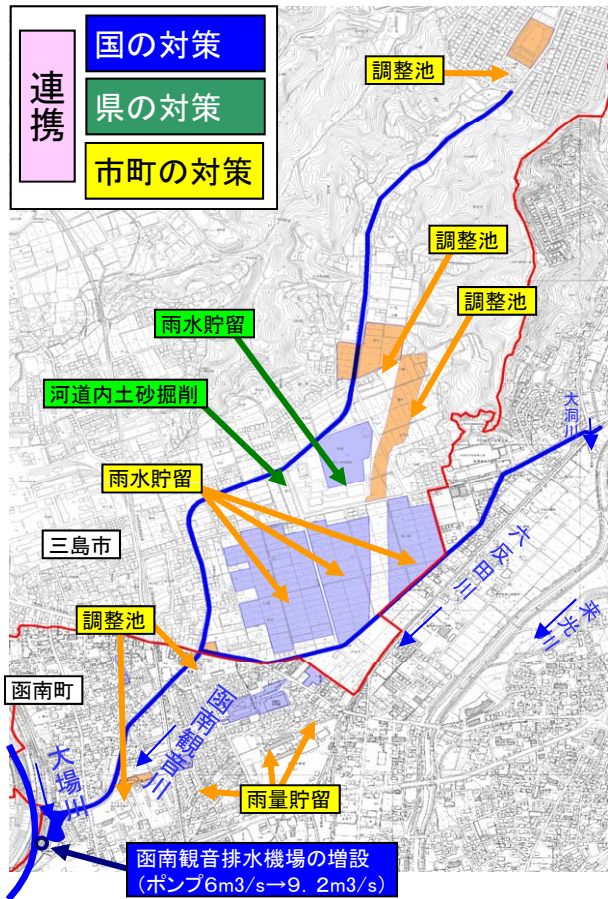 連携
国の対策
県の対策
市町の対策
調整池
調整池
調整池
雨水貯留
河道内土砂掘削
大洞川
雨水貯留
六反田川
三島市
来光川
調整池
函南町
函南観音川
大場川
雨量貯留
函南観音排水機場の増設
(ポンプ6m3/s→9.2m3/s)